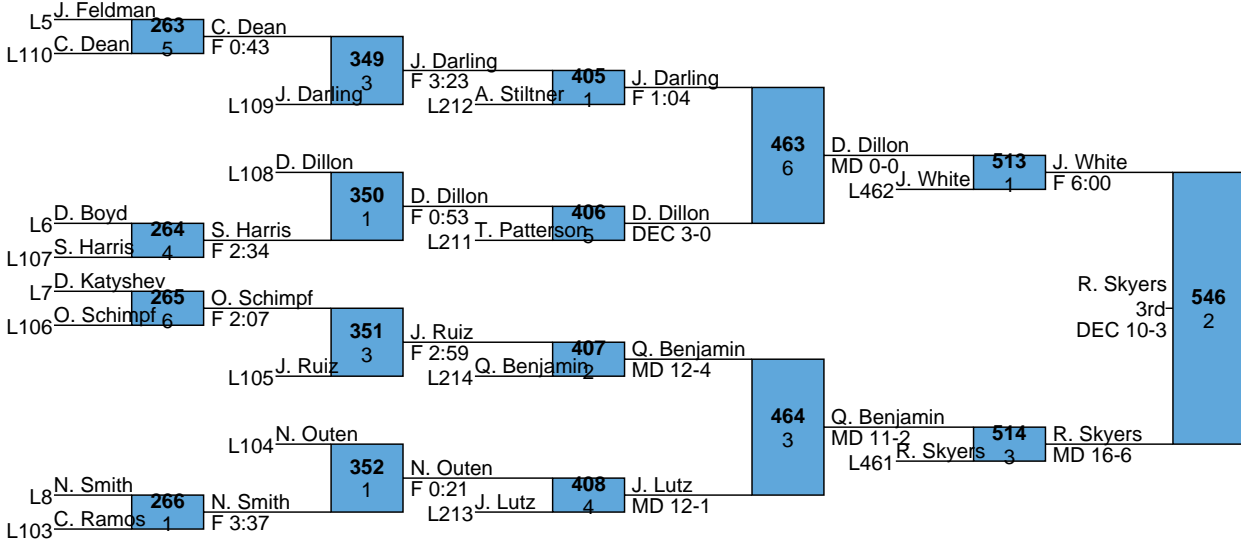 J. Feldman
L5
263
5
C. Dean
L110
C. Dean
F 0:43
349
3
J. Darling
L109
J. Darling
F 3:23
A. Stiltner
L212
405
1
J. Darling
F 1:04
463
6
D. Dillon
L108
350
1
D. Boyd
L6
264
4
S. Harris
L107
S. Harris
F 2:34
D. Dillon
F 0:53
T. Patterson
L211
406
5
D. Dillon
DEC 3-0
D. Dillon
MD 0-0
J. White
L462
513
1
J. White
F 6:00
D. Katyshev
L7
265
6
O. Schimpf
L106
O. Schimpf
F 2:07
351
3
J. Ruiz
L105
J. Ruiz
F 2:59
Q. Benjamin
L214
407
2
Q. Benjamin
MD 12-4
464
3
N. Outen
L104
352
1
N. Smith
L8
266
1
C. Ramos
L103
N. Smith
F 3:37
N. Outen
F 0:21
J. Lutz
L213
408
4
J. Lutz
MD 12-1
Q. Benjamin
MD 11-2
R. Skyers
L461
514
3
R. Skyers
MD 16-6
R. Skyers
3rd
DEC 10-3
546
2